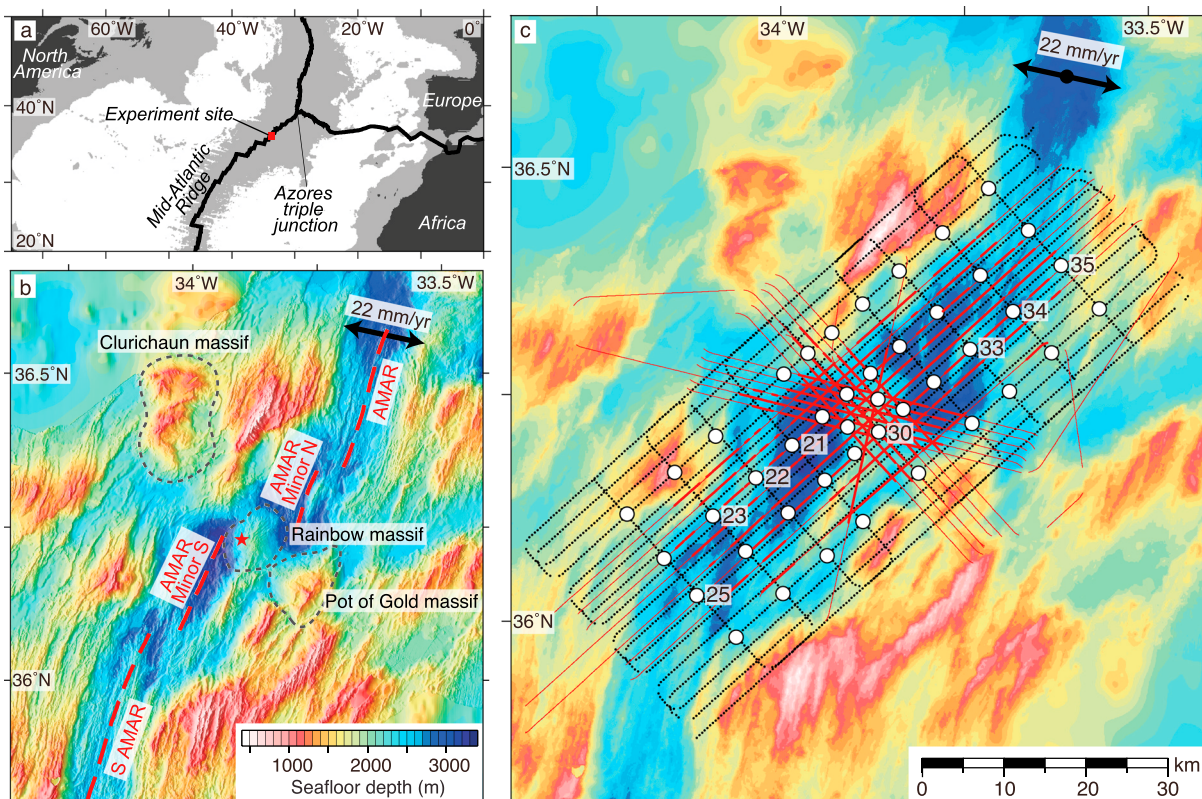 a
60˚W
40˚W
20˚W
0˚
North
America
40˚N
Experiment site
Europe
Mid-Atlantic
Ridge
Azores
triple
junction
Africa
20˚N
b
34˚W
33.5˚W
22 mm/yr
Clurichaun massif
36.5˚N
AMAR
AMAR
Minor N
Rainbow massif
AMAR
Minor S
Pot of Gold massif
36˚N
S AMAR
1000 2000 3000
Seafloor depth (m)
c
34˚W
33.5˚W
22 mm/yr
36.5˚N
35
34
33
30
21
22
23
25
36˚N
km
0 10 20 30